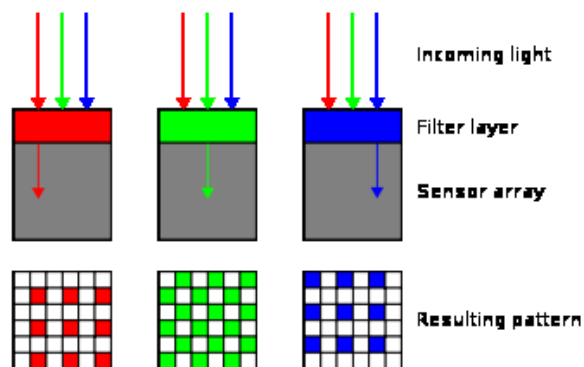 Incoming light
Filter layer
Sensor array
Resulting pattern